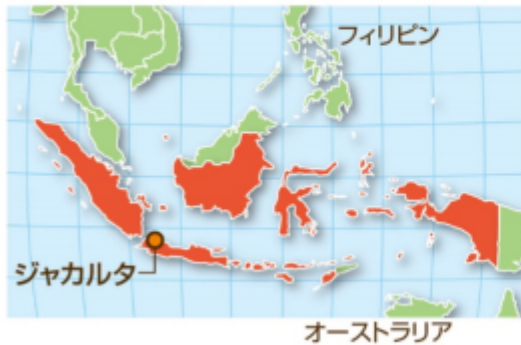 フィリピン
ジャカルタ
オーストラリア